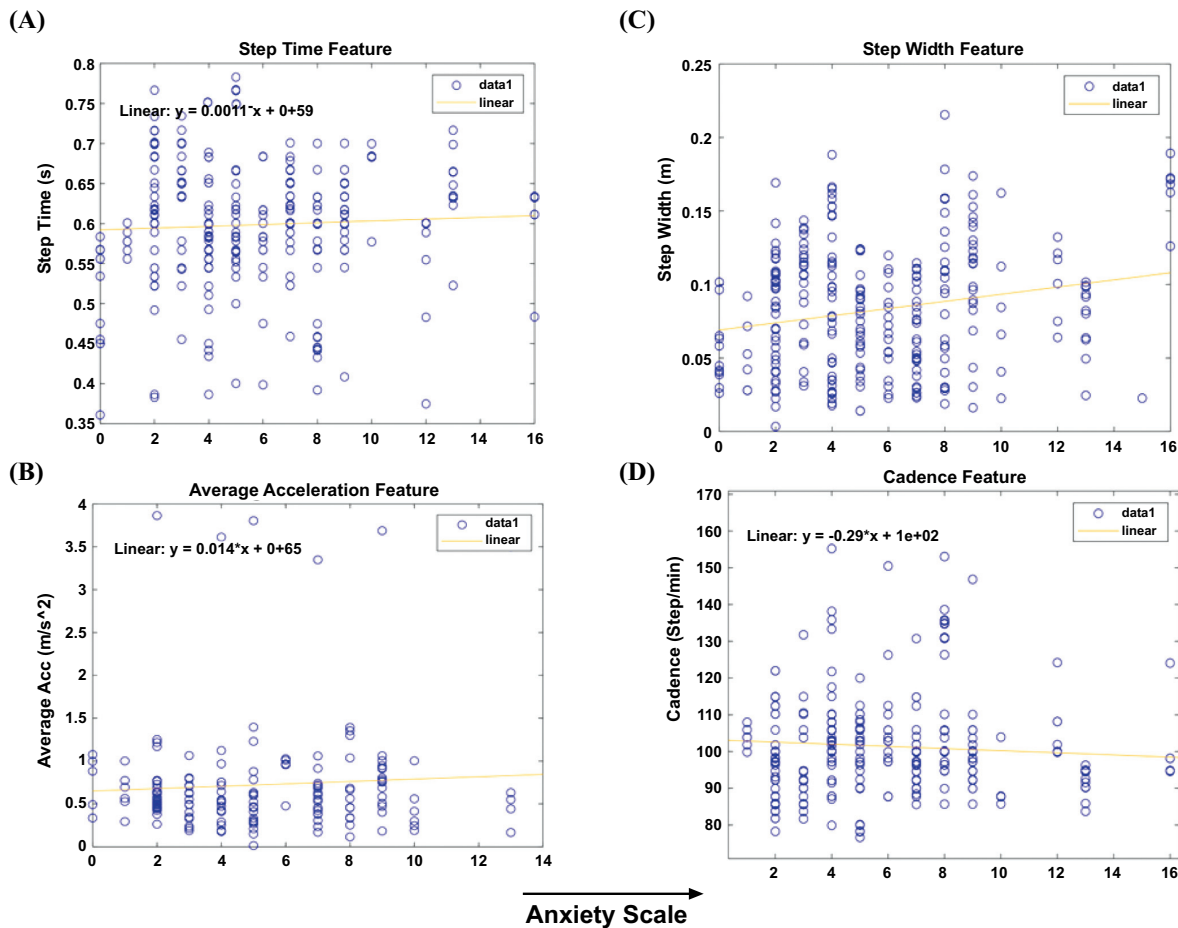 (A)
Step Time Feature
0.8
0.75
0.7
0.65
0.6
0.55
0.5
0.45
0.4
0.35
Step Time (s)
data1
linear
Linear: y = 0.0011-x + 0+59
0 2 4 6 8 10 12 14 16
(C)
Step Width Feature
0.25
0.2
0.15
0.1
0.05
0
Step Width (m)
data1
linear
0 2 4 6 8 10 12 14 16
(B)
Average Acceleration Feature
4
3.5
3
2.5
2
1.5
1
0.5
0
Average Acc (m/s^2)
data1
linear
Linear: y = 0.014*x + 0+65
0 2 4 6 8 10 12 14
(D)
Cadence Feature
170
160
150
140
130
120
110
100
90
80
Cadence (Step/min)
data1
linear
Linear: y = -0.29*x + 1e+02
2 4 6 8 10 12 14 16
Anxiety Scale